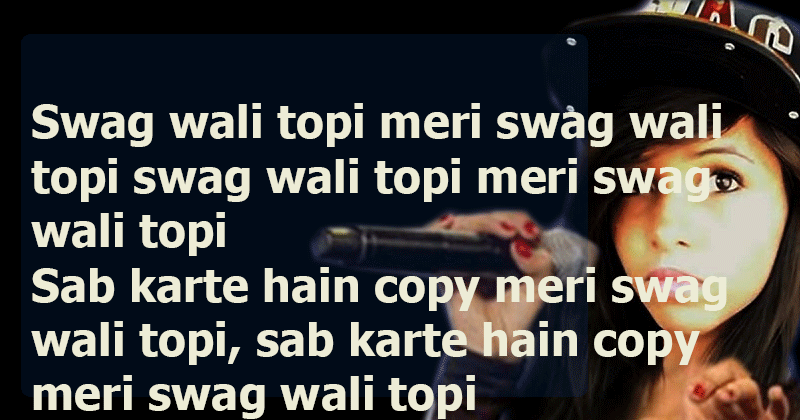 SWAG
Swag wali topi meri swag wali
topi swag wali topi meri swag
wali topi
Sab karte hain copy meri swag
wali topi, sab karte hain copy
meri swag wali topi